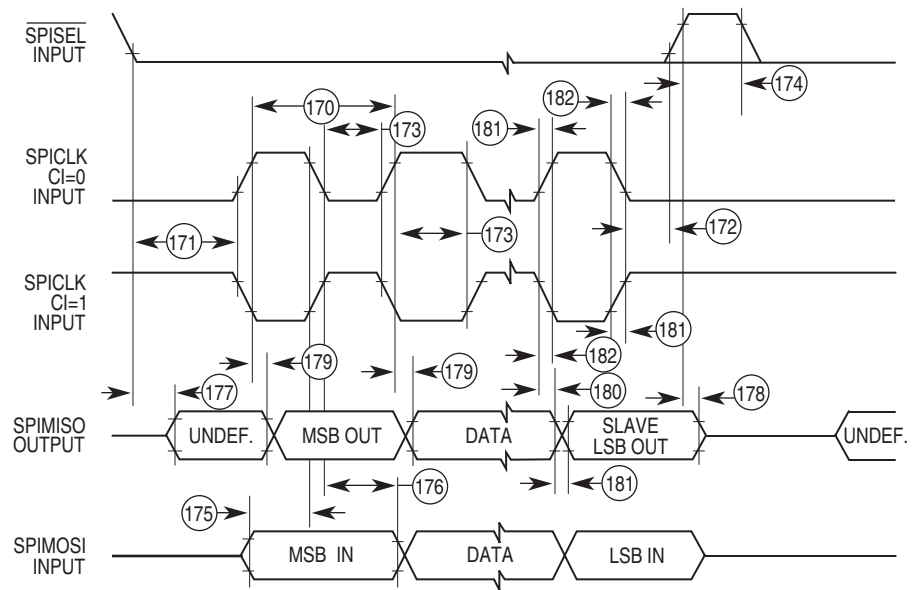 SPISEL
INPUT
174
182
170
181
173
SPICLK
CI=0
INPUT
172
171
173
SPICLK
CI=1
INPUT
181
179
179
182
177
180
178
SPIMISO
OUTPUT
UNDEF.
MSB OUT
DATA
SLAVE
LSB OUT
UNDEF.
176
181
175
SPIMOSI
INPUT
MSB IN
DATA
LSB IN